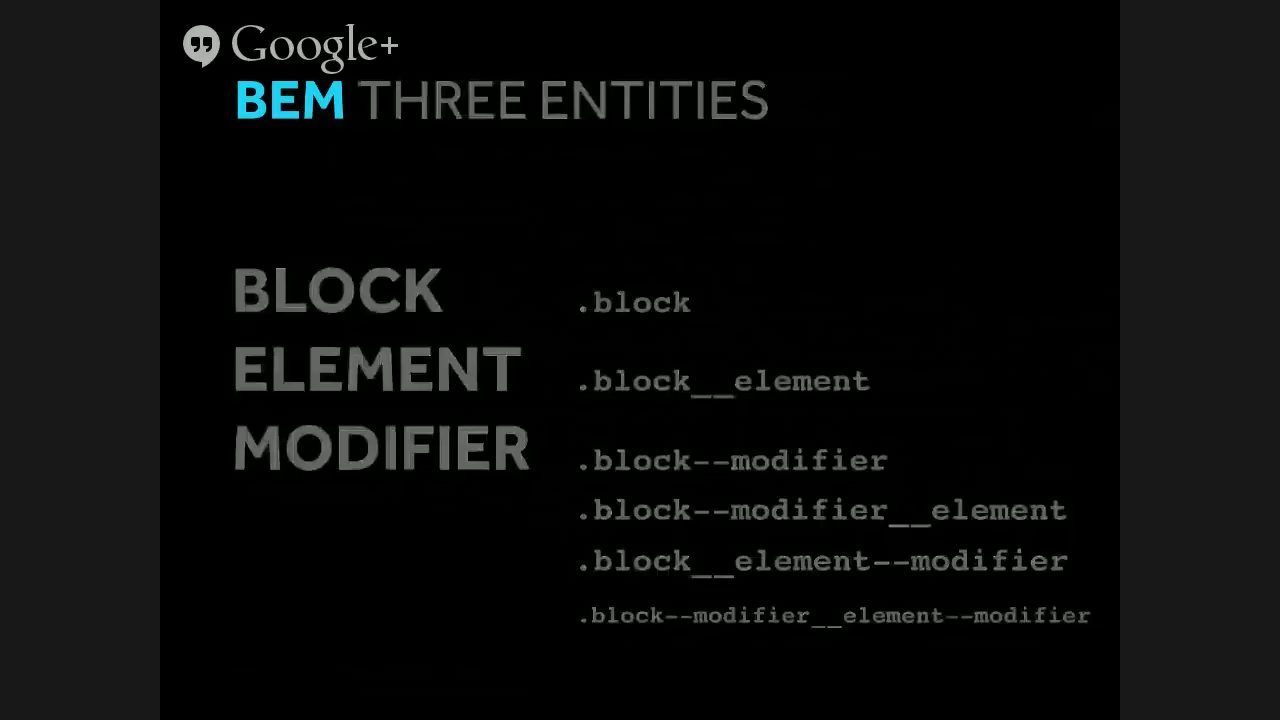 Google+
BEM THREE ENTITIES
BLOCK .block
ELEMENT .block__element
MODIFIER .block--modifier
.block--modifier__element
.block__element--modifier
.block--modifier__element--modifier